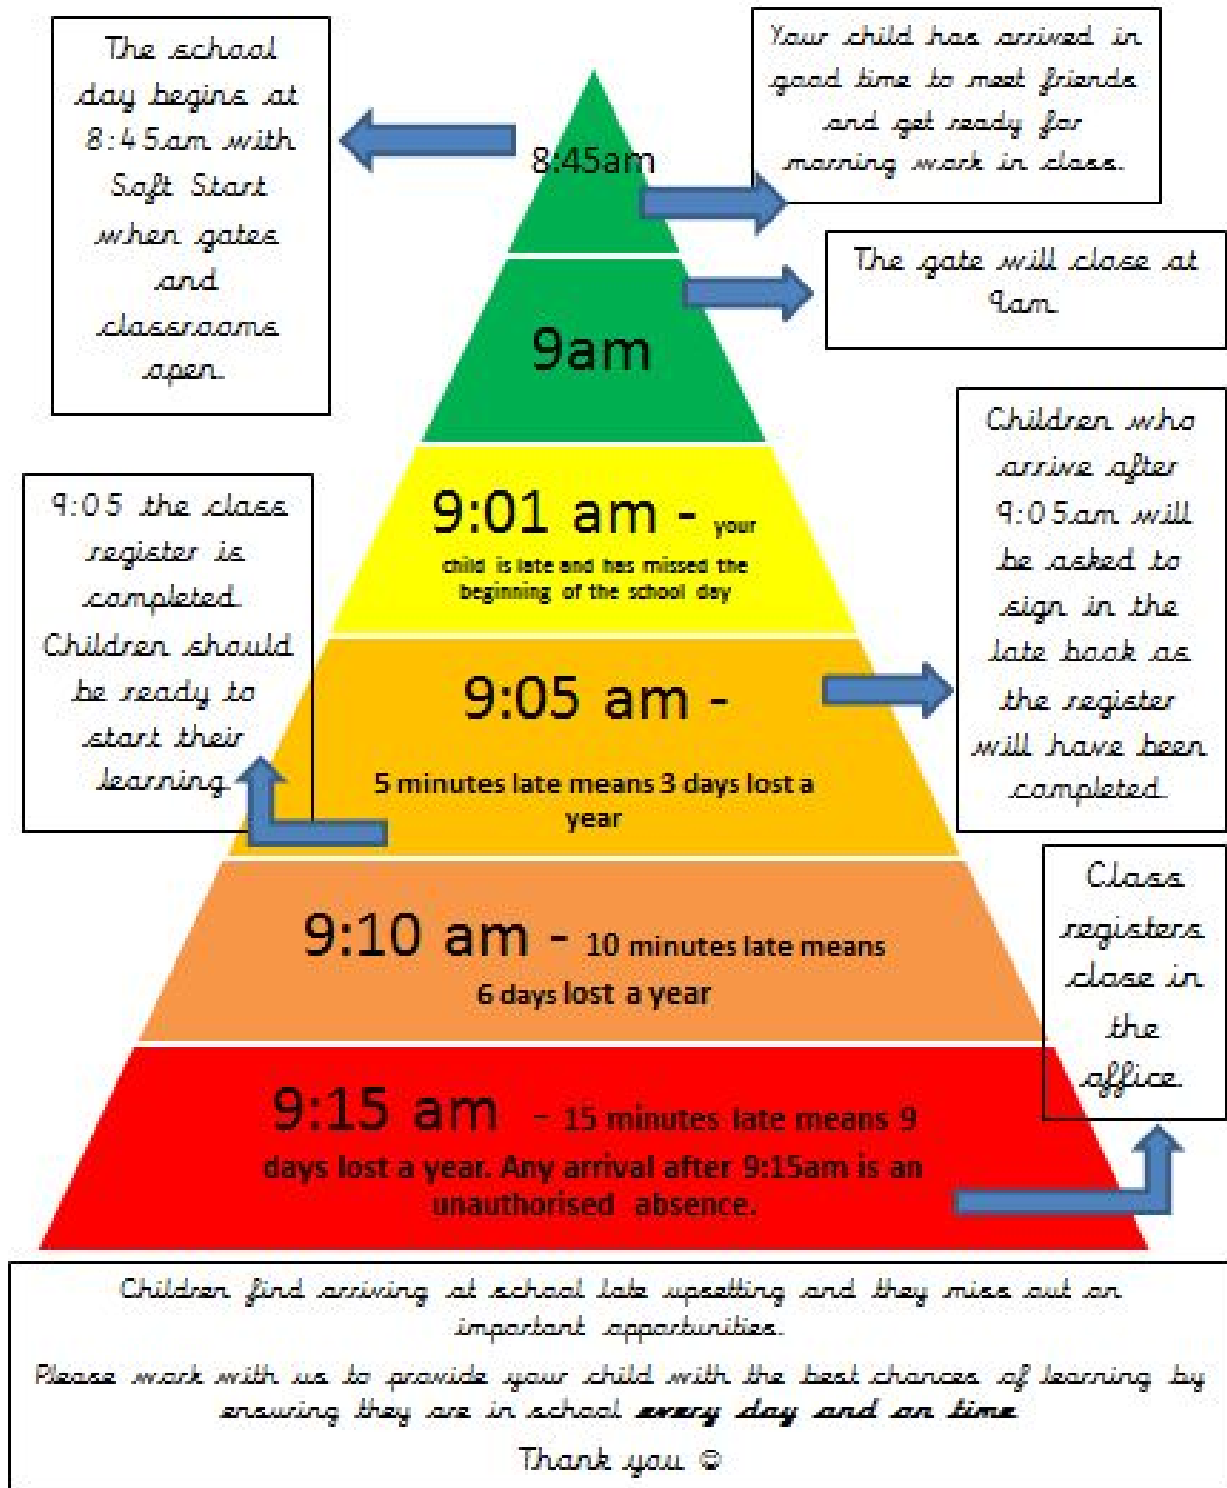 The school
day begins at
8:45am with
Soft Start
when gates
and
classrooms
open.
Your child has arrived in
good time to meet friends
and get ready for
morning work in class.
8:45am
The gate will close at
9am
9am
Children who
arrive after
9:05am will
be asked to
sign in the
late book as
the register
will have been
completed.
9:01 am - your
child is late and has missed the
beginning of the school day
9:05 the class
register is
completed.
Children should
be ready to
start their
learning.
9:05 am -
5 minutes late means 3 days lost a
year
9:10 am - 10 minutes late means
6 days lost a year
Class
registers
close in
the
office.
9:15 am - 15 minutes late means 9
days lost a year. Any arrival after 9:15am is an
unauthorised absence.
Children find arriving at school late upsetting and they miss out on
important opportunities.
Please work with us to provide your child with the best chances of learning by
ensuring they are in school every day and on time
Thank you ☺